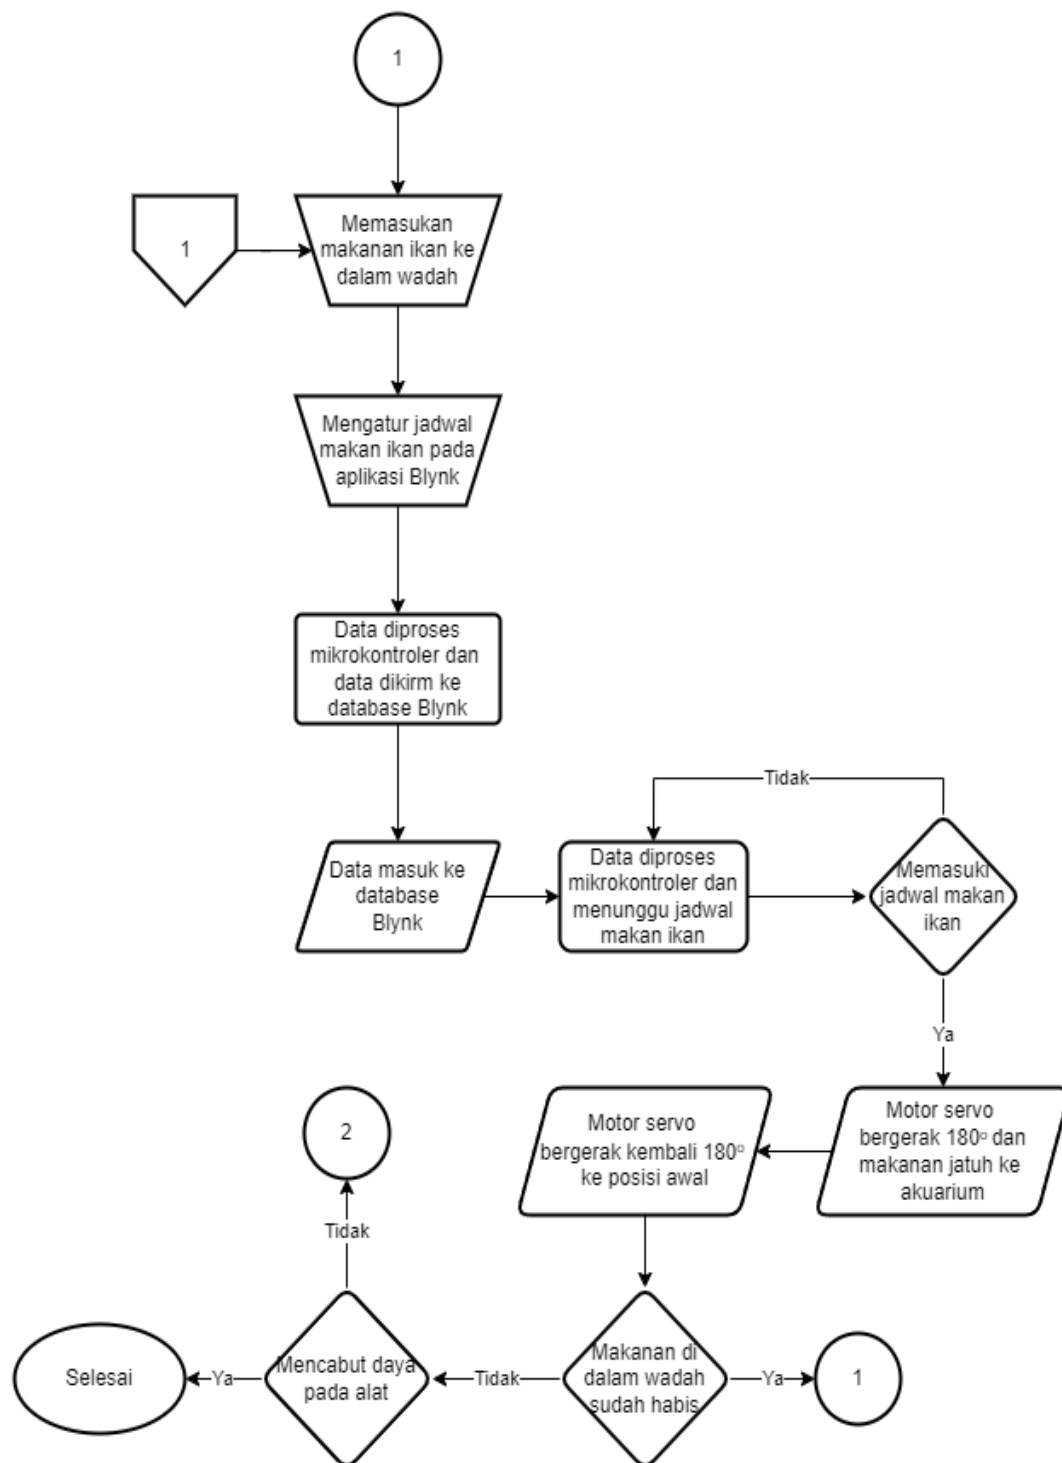 1
1
Memasukan
makanan ikan ke
dalam wadah
Mengatur jadwal
makan ikan pada
aplikasi Blynk
Data diproses
mikrokontroler dan
data dikirm ke
database Blynk
Data masuk ke
database
Blynk
Data diproses
mikrokontroler dan
menunggu jadwal
makan ikan
Tidak
Memasuki
jadwal makan
ikan
Ya
Motor servo
bergerak 180° dan
makanan jatuh ke
akuarium
Motor servo
bergerak kembali 180°
ke posisi awal
Makanan di
dalam wadah
sudah habis
Ya
1
Tidak
Mencabut daya
pada alat
Tidak
2
Ya
Selesai